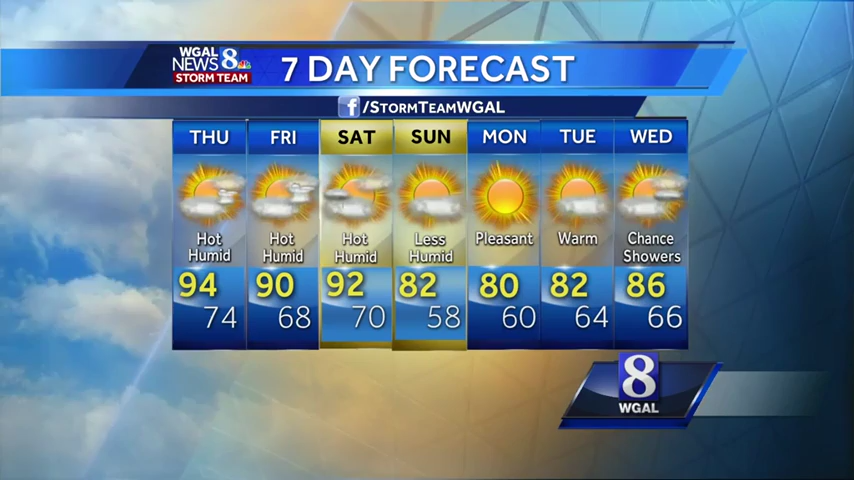 WGAL
NEWS 8
STORM TEAM
7 DAY FORECAST
f/STORMTEAMWGAL
THU FRI SAT SUN MON TUE WED
Hot Humid
Hot Humid
Hot Humid
Less Humid
Pleasant
Warm
Chance Showers
94 90 92 82 80 82 86
74 68 70 58 60 64 66
8
WGAL